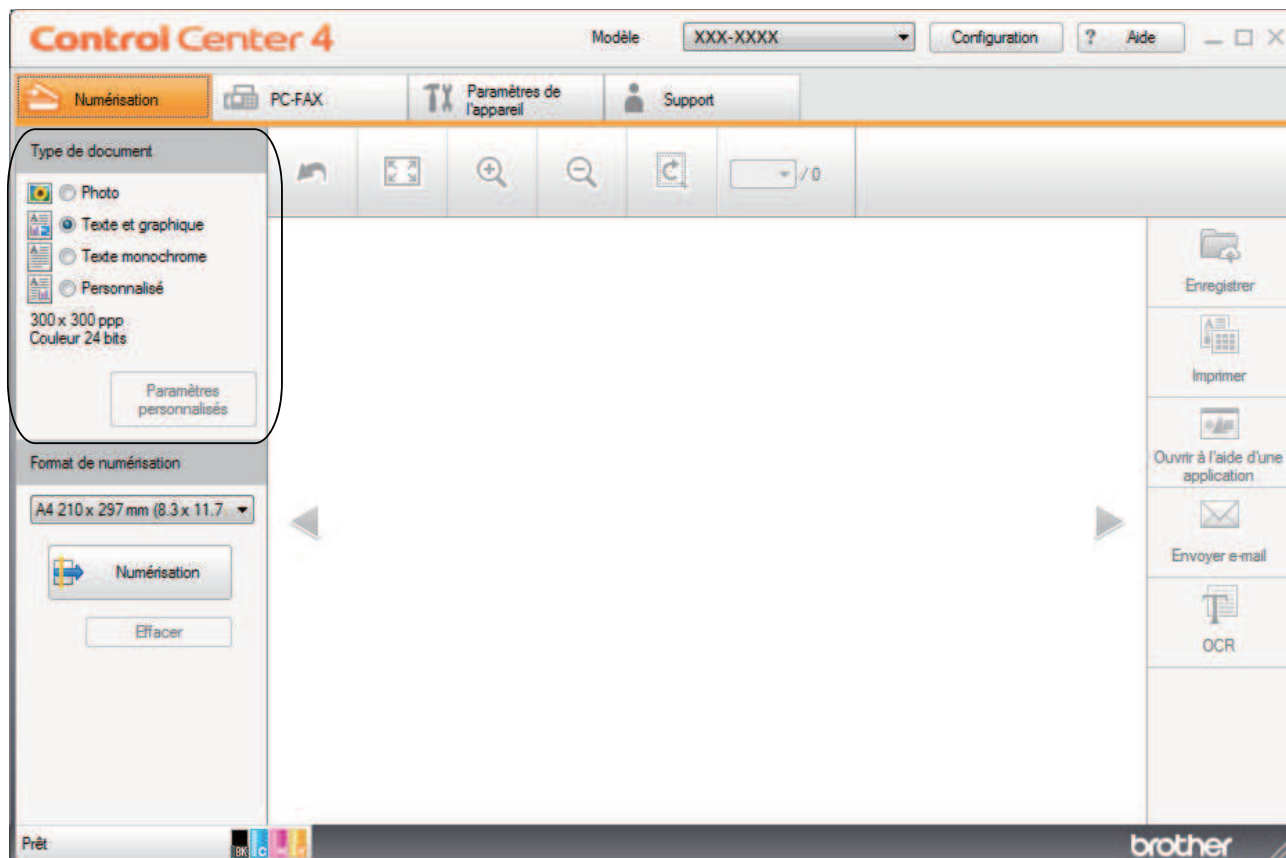 Control Center 4
Modèle
XXX-XXXX
Configuration
? Aide
Numérisation
PC-FAX
Paramètres de
l'appareil
Support
Type de document
Photo
Texte et graphique
Texte monochrome
Personnalisé
300 x 300 ppp
Couleur 24 bits
Paramètres
personnalisés
/ 0
Format de numérisation
A4 210 x 297 mm (8.3 x 11.7
Numérisation
Effacer
Enregistrer
Imprimer
Ouvrir à l'aide d'une
application
Envoyer e-mail
OCR
Prêt
BK
C
brother